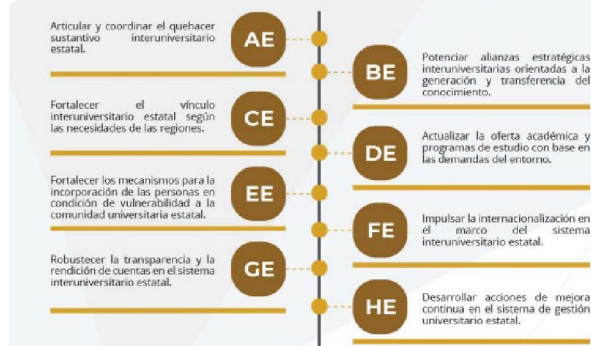 Articular y coordinar el quehacer
sustantivo interuniversitario
estatal.
AE
BE
Potenciar alianzas estratégicas
interuniversitarias orientadas a la
generación y transferencia del
conocimiento.
Fortalecer el vínculo
interuniversitario estatal según
las necesidades de las regiones.
CE
DE
Actualizar la oferta académica y
programas de estudio con base en
las demandas del entorno.
Fortalecer los mecanismos para la
incorporación de las personas en
condición de vulnerabilidad a la
comunidad universitaria estatal.
EE
FE
Impulsar la internacionalización en
el marco del sistema
interuniversitario estatal.
Robustecer la transparencia y la
rendición de cuentas en el sistema
interuniversitario estatal.
GE
HE
Desarrollar acciones de mejora
continua en el sistema de gestión
universitario estatal.